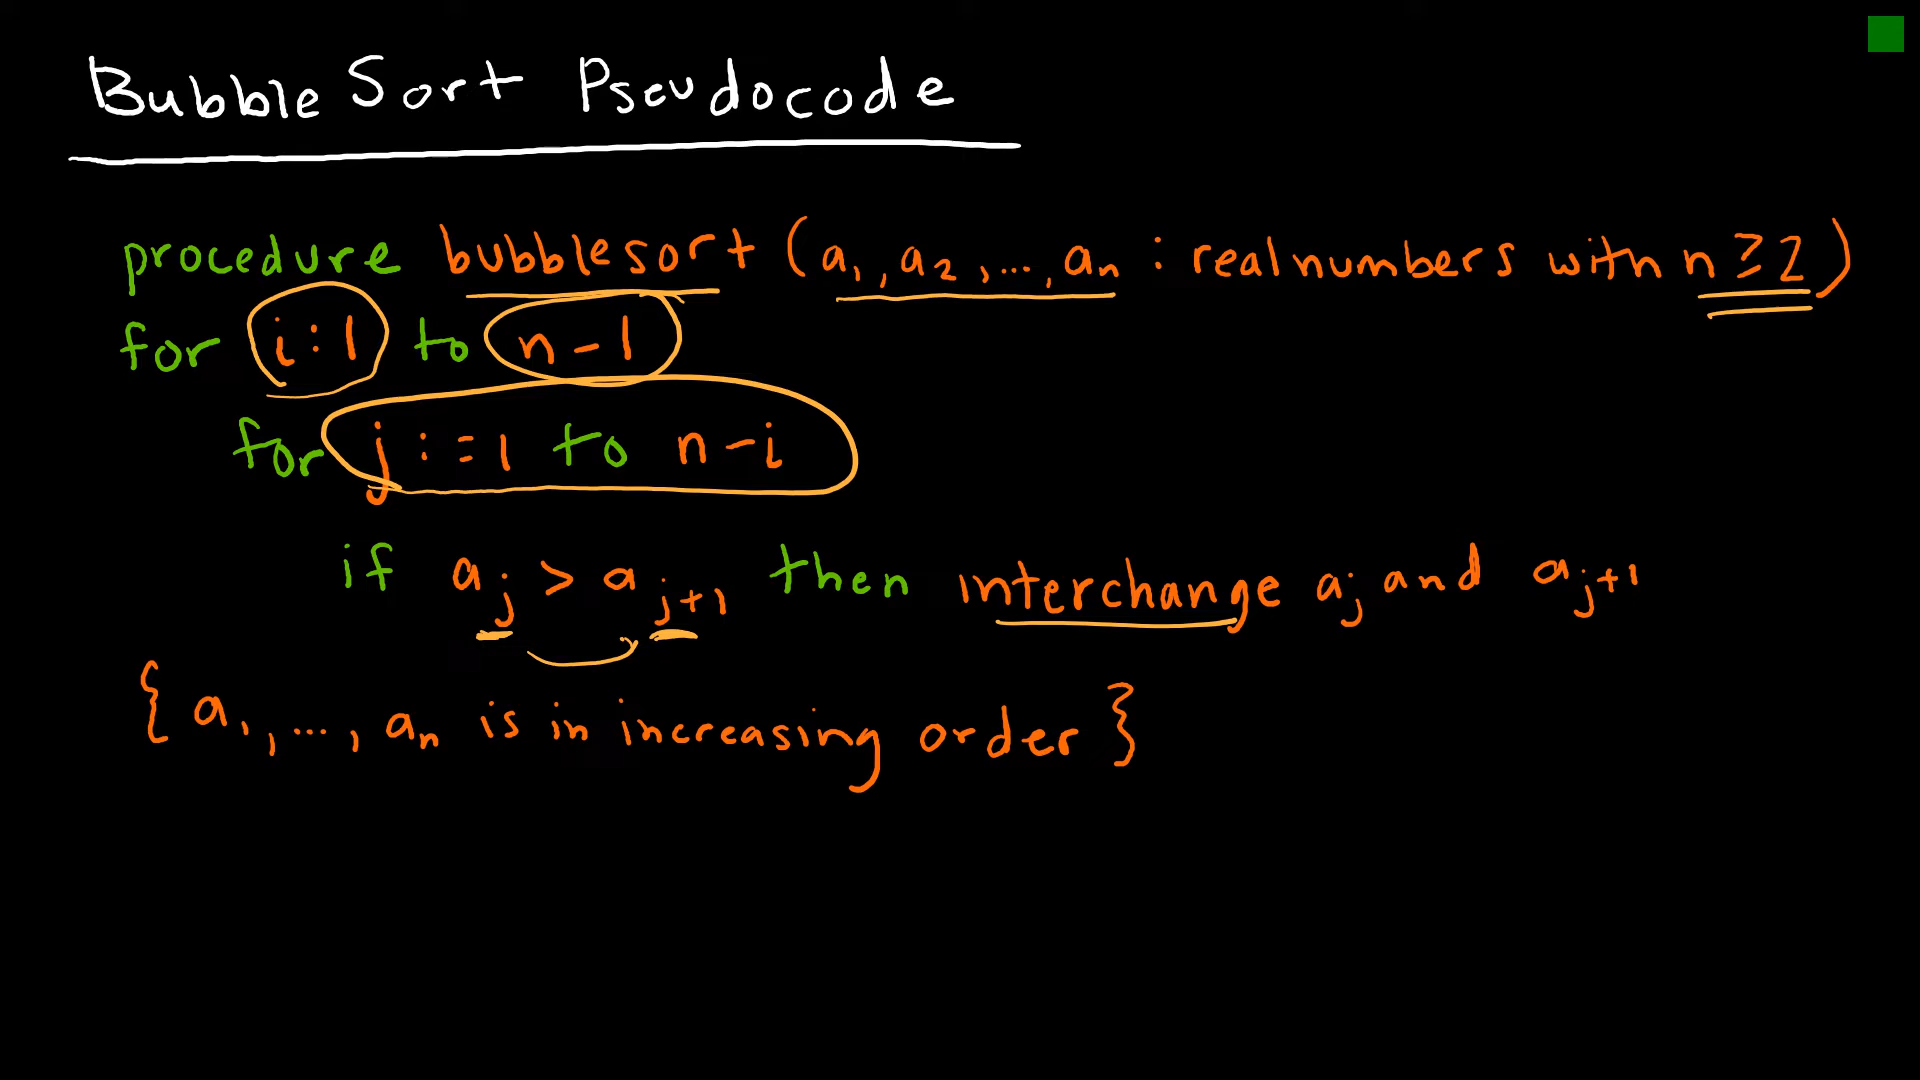 Bubble Sort Pseudocode
procedure bubblesort (a₁, a₂, ..., aₙ : real numbers with n ≥ 2)
for i : 1 to n - 1
for j := 1 to n - i
if aⱼ > aⱼ₊₁ then interchange aⱼ and aⱼ₊₁
{ a₁, ..., aₙ is in increasing order }